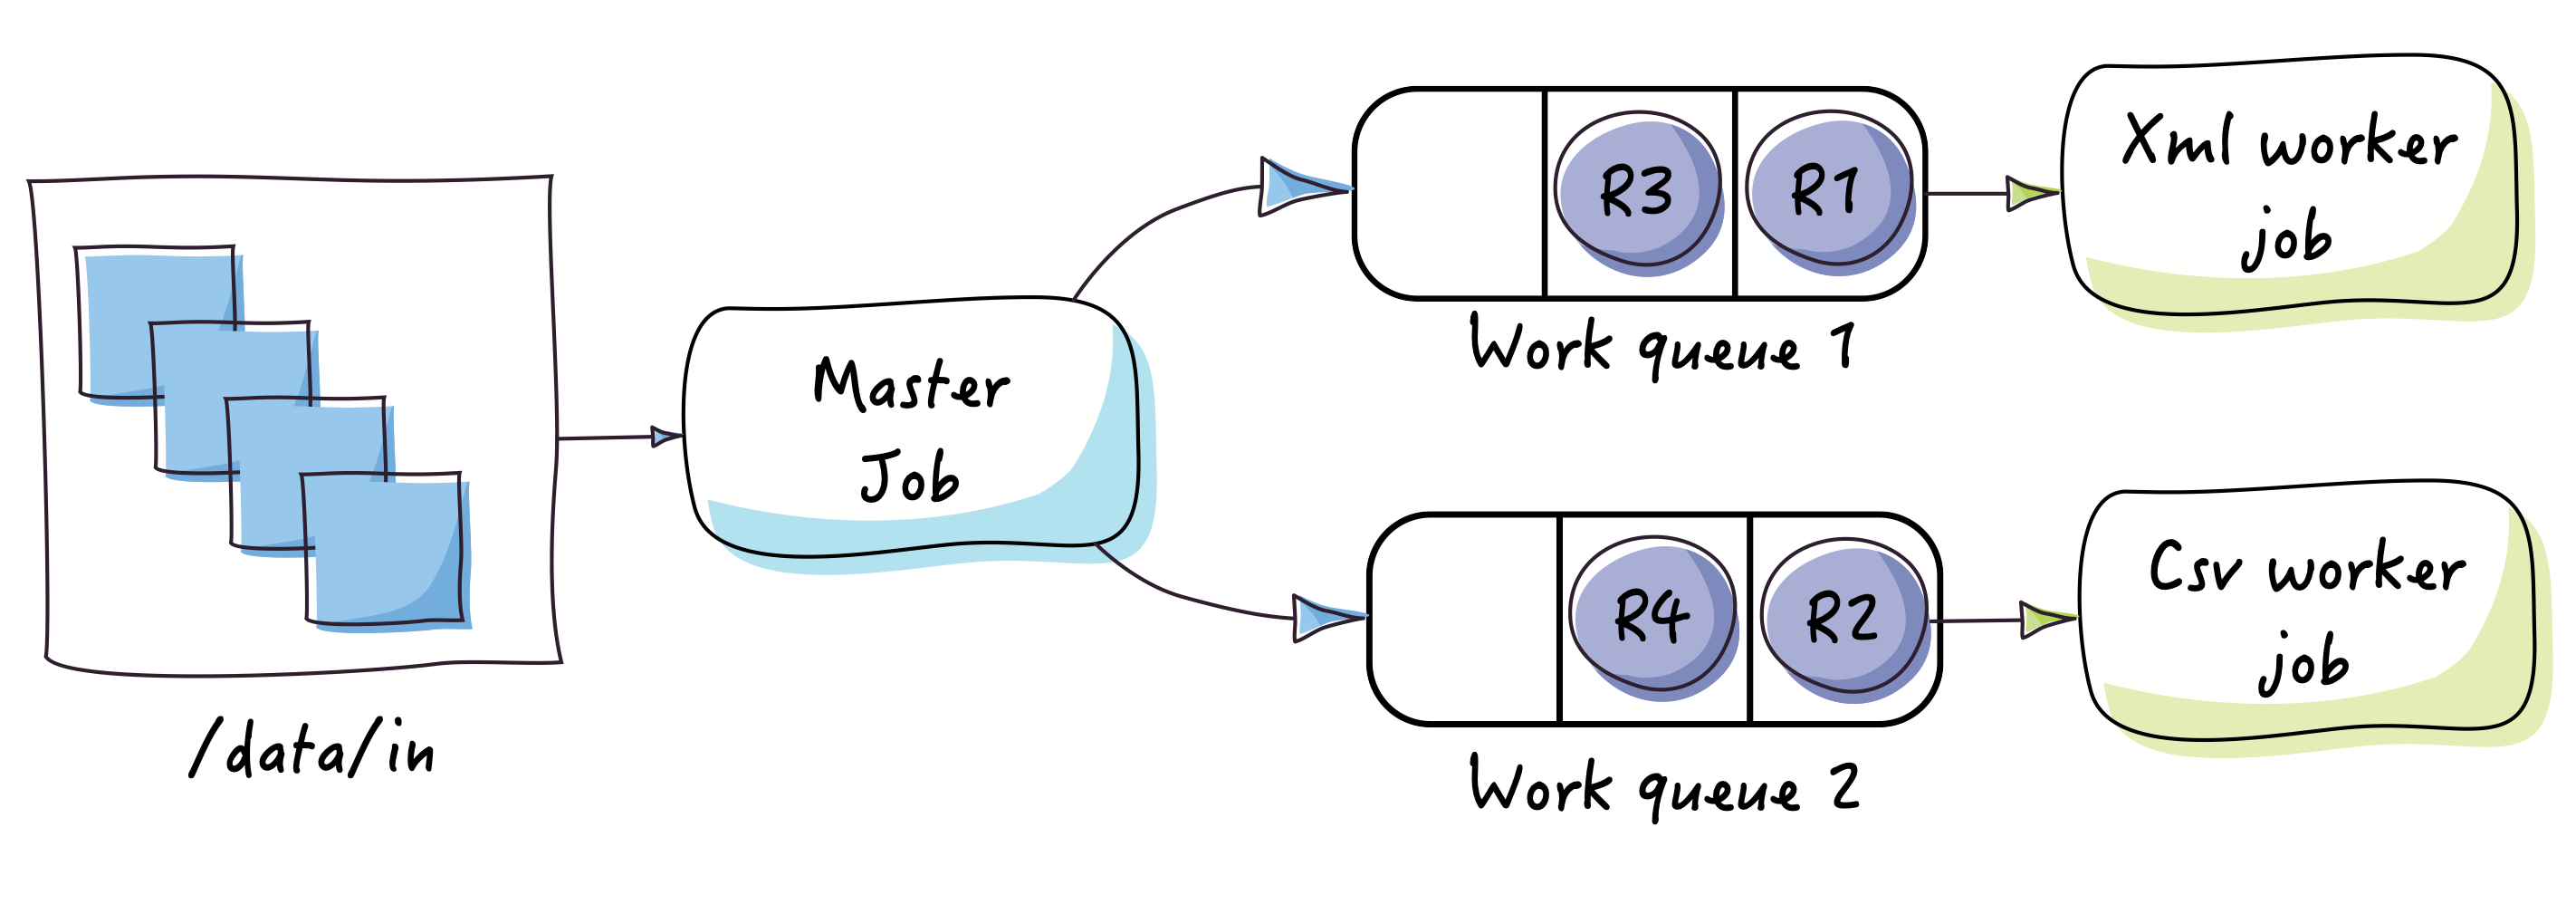 /data/in
Master
Job
R3
R1
Work queue 1
R4
R2
Work queue 2
Xml worker
job
Csv worker
job